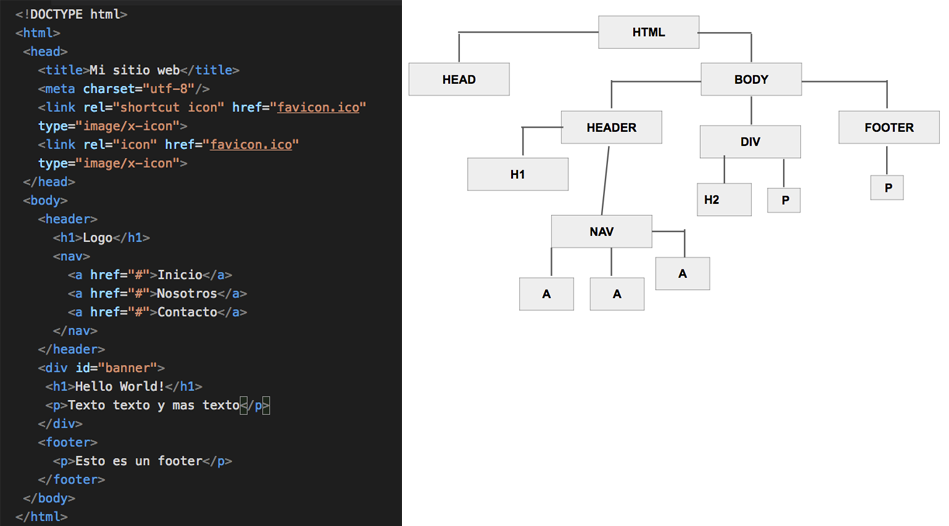 <!DOCTYPE html>
<html>
<head>
<title>Mi sitio web</title>
<meta charset="utf-8"/>
<link rel="shortcut icon" href="favicon.ico"
type="image/x-icon">
<link rel="icon" href="favicon.ico"
type="image/x-icon">
</head>
<body>
<header>
<h1>Logo</h1>
<nav>
<a href="#">Inicio</a>
<a href="#">Nosotros</a>
<a href="#">Contacto</a>
</nav>
</header>
<div id="banner">
<h1>Hello World!</h1>
<p>Texto texto y mas texto</p>
</div>
<footer>
<p>Esto es un footer</p>
</footer>
</body>
</html>
HTML
HEAD
BODY
HEADER
DIV
FOOTER
H1
H2
P
P
NAV
A
A
A